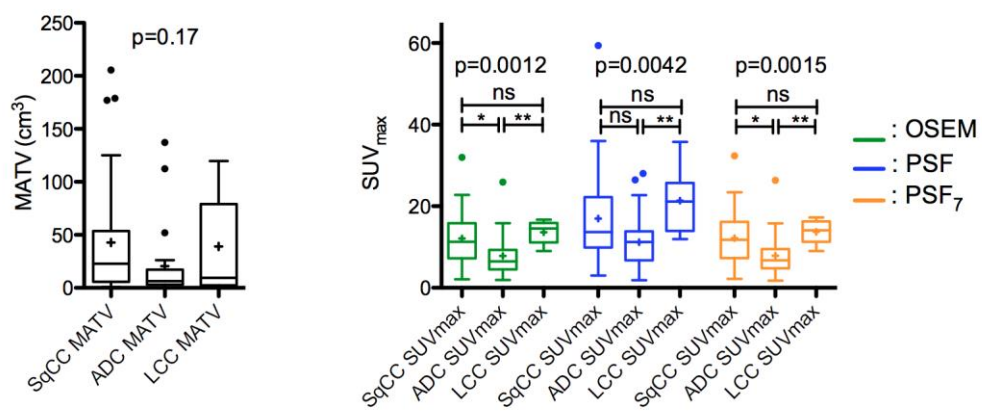 MATV (cm³)
250
200
150
100
50
0
p=0.17
SqCC MATV
ADC MATV
LCC MATV
SUVmax
60
40
20
0
p=0.0012
p=0.0042
p=0.0015
ns
ns
ns
*
**
ns
**
*
**
SqCC SUVmax
ADC SUVmax
LCC SUVmax
SqCC SUVmax
ADC SUVmax
LCC SUVmax
SqCC SUVmax
ADC SUVmax
LCC SUVmax
: OSEM
: PSF
: PSF₇